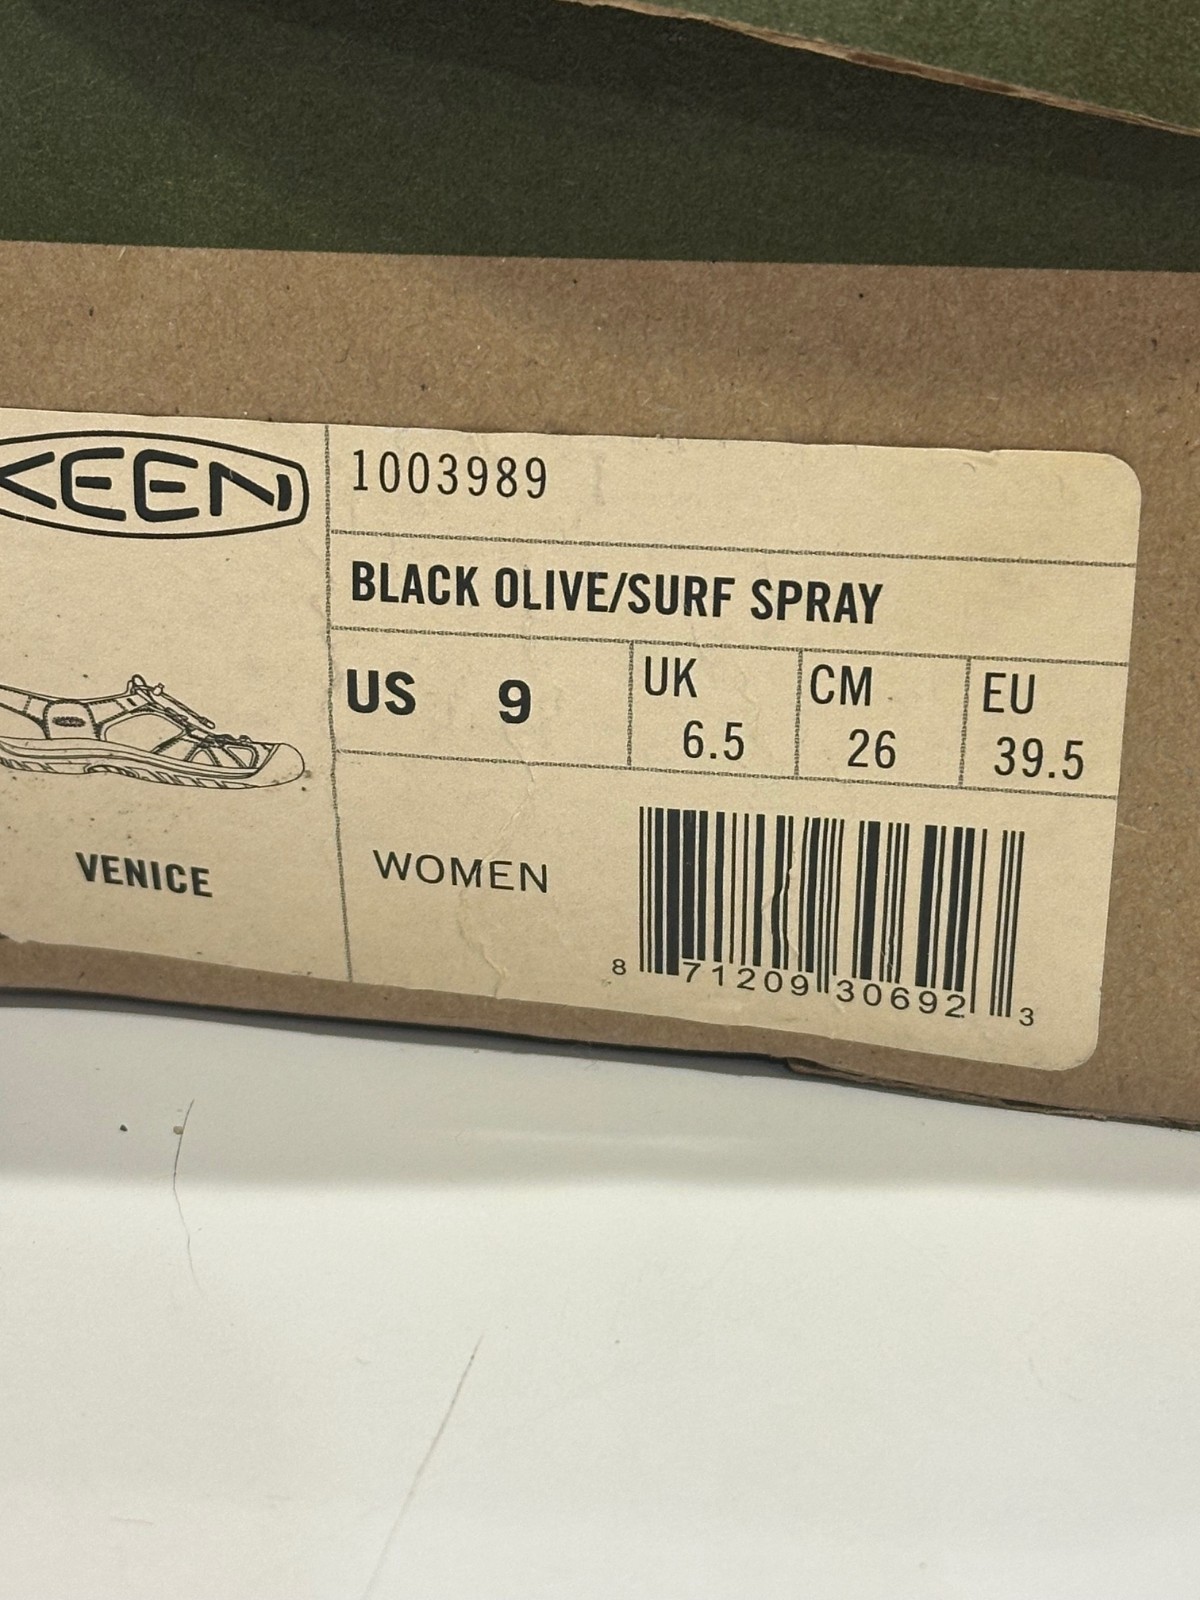 KEEN
1003989
BLACK OLIVE/SURF SPRAY
US 9
UK 6.5
CM 26
EU 39.5
VENICE
WOMEN
8 71209 30692 3